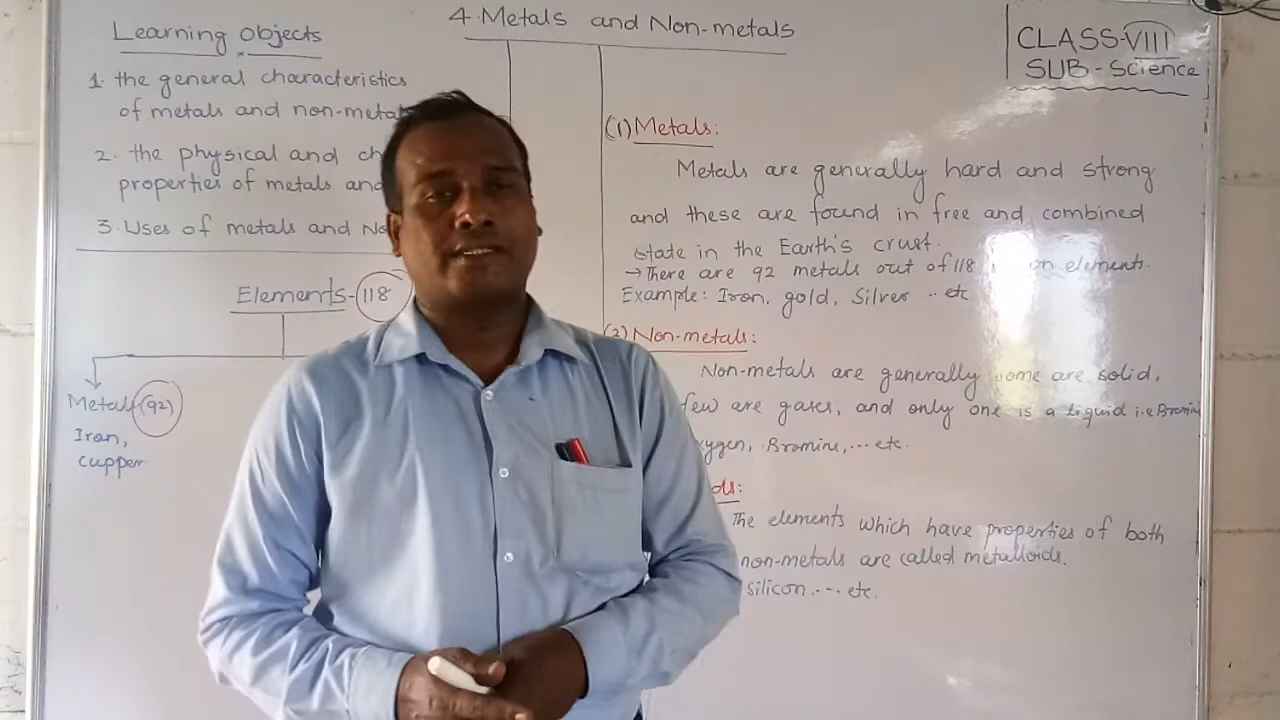 4. Metals and Non-metals
CLASS-VIII
SUB - Science
Learning objects
1. the general characteristics
of metals and non-metals
2. the physical and
properties of metals and
3. Uses of metals and
Elements-118
Metals (92)
Iron,
cupper
(1) Metals:
Metals are generally hard and strong
and these are found in free and combined
state in the Earth's crust.
→ There are 92 metals out of 118 elements.
Example: Iron, gold, Silver .. etc
(2) Non-metals:
Non-metals are generally some are solid,
few are gases, and only one is a liquid i.e Bromine
Bromine, ... etc.
The elements which have properties of both
non-metals are called metalloids.
silicon .... etc.